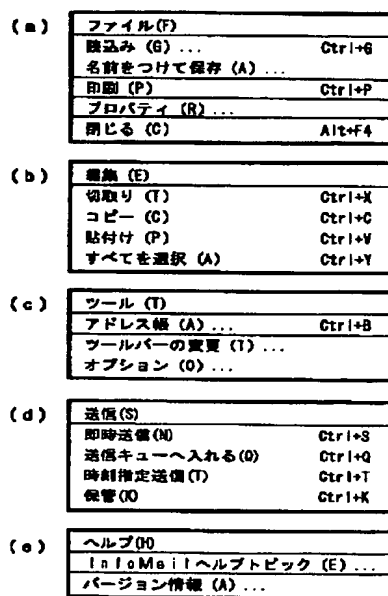 (a) ファイル(F)
読込み (G) ... Ctrl+G
名前をつけて保存 (A) ...
印刷 (P) Ctrl+P
プロパティ (R) ...
閉じる (C) Alt+F4
(b) 編集 (E)
切取り (T) Ctrl+X
コピー (C) Ctrl+C
貼付け (P) Ctrl+V
すべてを選択 (A) Ctrl+Y
(c) ツール (T)
アドレス帳 (A) ... Ctrl+B
ツールバーの変更 (T) ...
オプション (O) ...
(d) 送信(S)
即時送信(N) Ctrl+S
送信キューへ入れる(Q) Ctrl+Q
時刻指定送信(T) Ctrl+T
保管(K) Ctrl+K
(e) ヘルプ(H)
InfoMailヘルプトピック (E) ...
バージョン情報 (A) ...